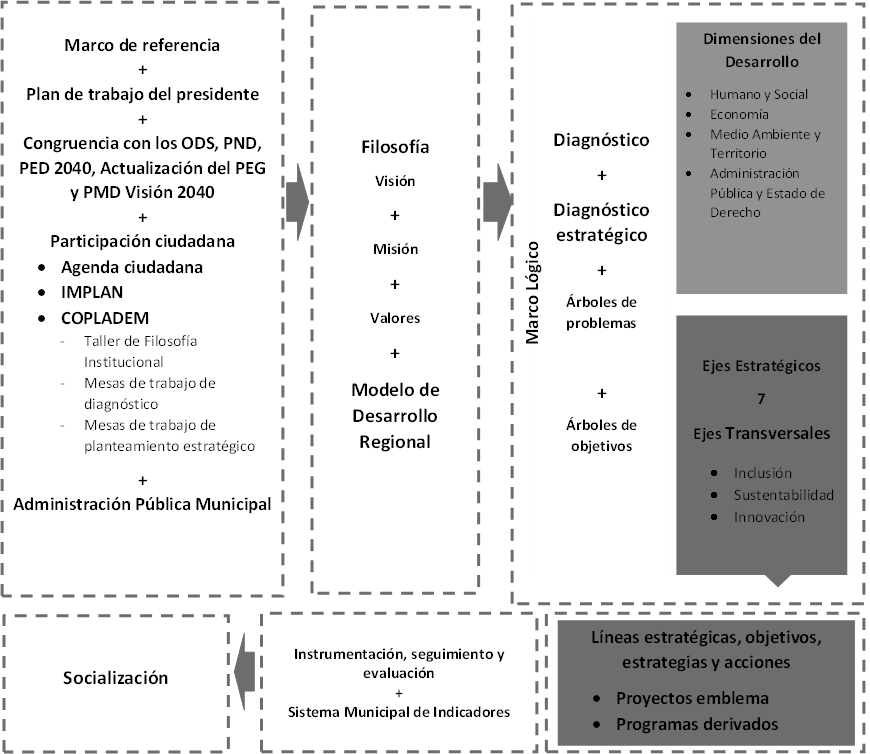 Marco de referencia
+
Plan de trabajo del presidente
+
Congruencia con los ODS, PND,
PED 2040, Actualización del PEG
y PMD Visión 2040
+
Participación ciudadana
• Agenda ciudadana
• IMPLAN
• COPLADEM
- Taller de Filosofía
Institucional
- Mesas de trabajo de
diagnóstico
- Mesas de trabajo de
planteamiento estratégico
+
Administración Pública Municipal
Filosofía
Visión
+
Misión
+
Valores
+
Modelo de
Desarrollo
Regional
Marco Lógico
Diagnóstico
+
Diagnóstico
estratégico
+
Árboles de
problemas
+
Árboles de
objetivos
Dimensiones del
Desarrollo
• Humano y Social
• Economía
• Medio Ambiente y
Territorio
• Administración
Pública y Estado de
Derecho
Ejes Estratégicos
7
Ejes Transversales
• Inclusión
• Sustentabilidad
• Innovación
Líneas estratégicas, objetivos,
estrategias y acciones
• Proyectos emblema
• Programas derivados
Instrumentación, seguimiento y
evaluación
+
Sistema Municipal de Indicadores
Socialización